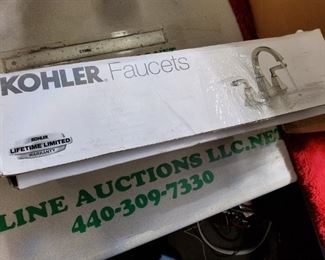 KOHLER Faucets
KOHLER
LIFETIME LIMITED
WARRANTY
LINE AUCTIONS LLC.NET
440-309-7330